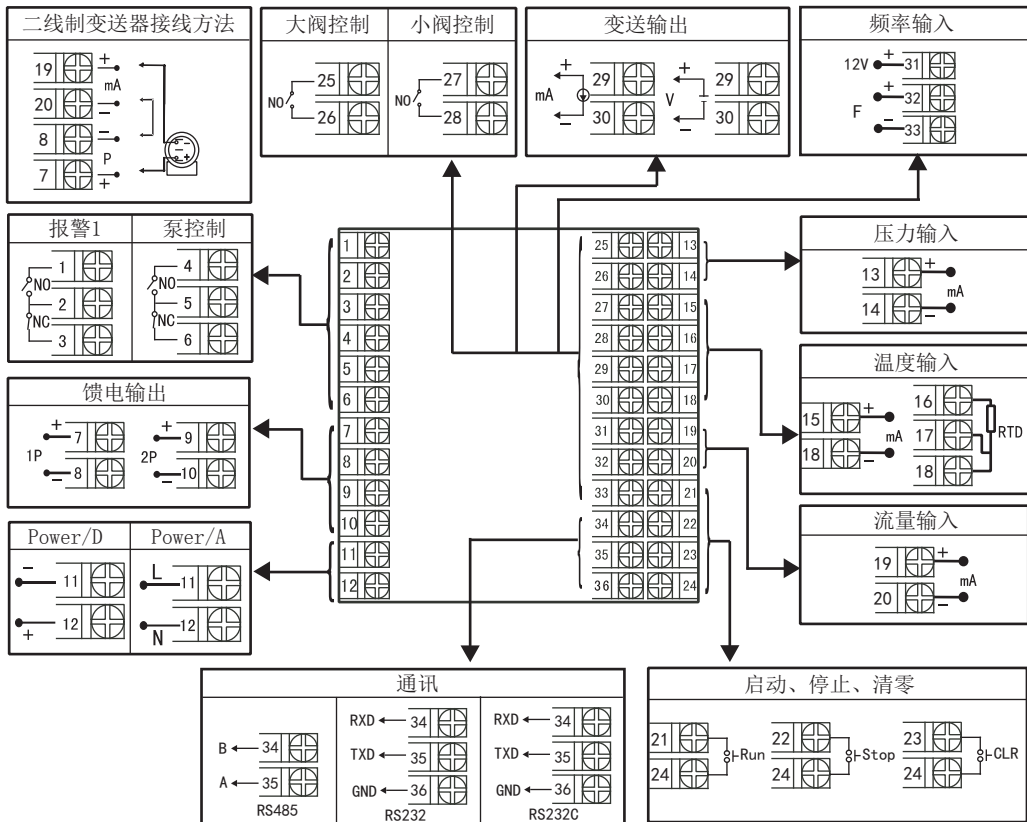 二线制变送器接线方法
19
+
mA
20
−
8
−
P
7
+
− +
大阀控制 小阀控制
NO 25
26
NO 27
28
变送输出
+
mA
−
29
30
+
V
−
29
30
频率输入
12V + 31
+ 32
F
− 33
报警1 泵控制
1
NO
2
NC
3
4
NO
5
NC
6
馈电输出
+ 7
1P
− 8
+ 9
2P
− 10
Power/D Power/A
− 11
+ 12
L 11
N 12
1
2
3
4
5
6
7
8
9
10
11
12
25 13
26 14
27 15
28 16
29 17
30 18
31 19
32 20
33 21
34 22
35 23
36 24
压力输入
13 +
mA
14 −
温度输入
15 +
mA
18 −
16
17 RTD
18
流量输入
19 +
mA
20 −
通讯
B 34
A 35
RS485
RXD 34
TXD 35
GND 36
RS232
RXD 34
TXD 35
GND 36
RS232C
启动、停止、清零
21
24
Run
22
24
Stop
23
24
CLR